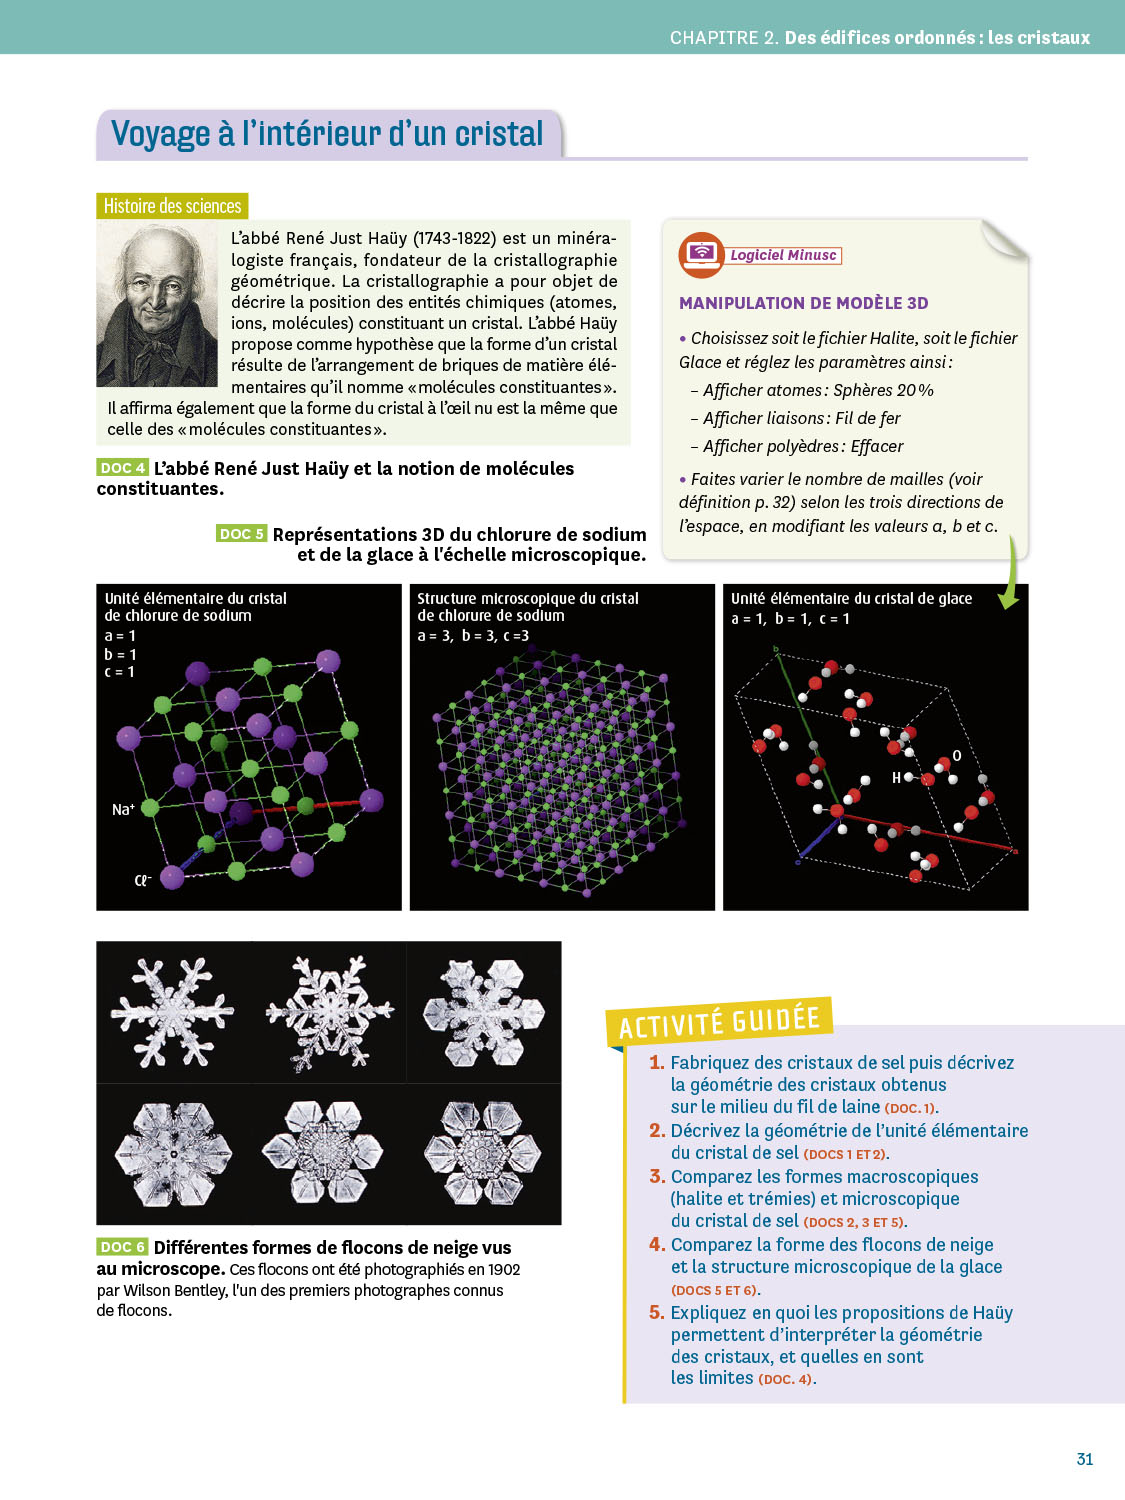 CHAPITRE 2. Des édifices ordonnés : les cristaux
Voyage à l'intérieur d'un cristal
Histoire des sciences
L'abbé René Just Haüy (1743-1822) est un minéra-
logiste français, fondateur de la cristallographie
géométrique. La cristallographie a pour objet de
décrire la position des entités chimiques (atomes,
ions, molécules) constituant un cristal. L'abbé Haüy
propose comme hypothèse que la forme d'un cristal
résulte de l'arrangement de briques de matière élé-
mentaires qu'il nomme « molécules constituantes ».
Il affirma également que la forme du cristal à l'œil nu est la même que
celle des « molécules constituantes ».
DOC 4 L'abbé René Just Haüy et la notion de molécules
constituantes.
Logiciel Minusc
MANIPULATION DE MODÈLE 3D
• Choisissez soit le fichier Halite, soit le fichier
Glace et réglez les paramètres ainsi :
– Afficher atomes : Sphères 20 %
– Afficher liaisons : Fil de fer
– Afficher polyèdres : Effacer
• Faites varier le nombre de mailles (voir
définition p. 32) selon les trois directions de
l'espace, en modifiant les valeurs a, b et c.
DOC 5 Représentations 3D du chlorure de sodium
et de la glace à l'échelle microscopique.
Unité élémentaire du cristal
de chlorure de sodium
a = 1
b = 1
c = 1
Na+
Cℓ-
Structure microscopique du cristal
de chlorure de sodium
a = 3, b = 3, c =3
Unité élémentaire du cristal de glace
a = 1, b = 1, c = 1
b
O
H
a
c
DOC 6 Différentes formes de flocons de neige vus
au microscope. Ces flocons ont été photographiés en 1902
par Wilson Bentley, l'un des premiers photographes connus
de flocons.
ACTIVITÉ GUIDÉE
1. Fabriquez des cristaux de sel puis décrivez
la géométrie des cristaux obtenus
sur le milieu du fil de laine (DOC. 1).
2. Décrivez la géométrie de l'unité élémentaire
du cristal de sel (DOCS 1 ET 2).
3. Comparez les formes macroscopiques
(halite et trémies) et microscopique
du cristal de sel (DOCS 2, 3 ET 5).
4. Comparez la forme des flocons de neige
et la structure microscopique de la glace
(DOCS 5 ET 6).
5. Expliquez en quoi les propositions de Haüy
permettent d'interpréter la géométrie
des cristaux, et quelles en sont
les limites (DOC. 4).
31